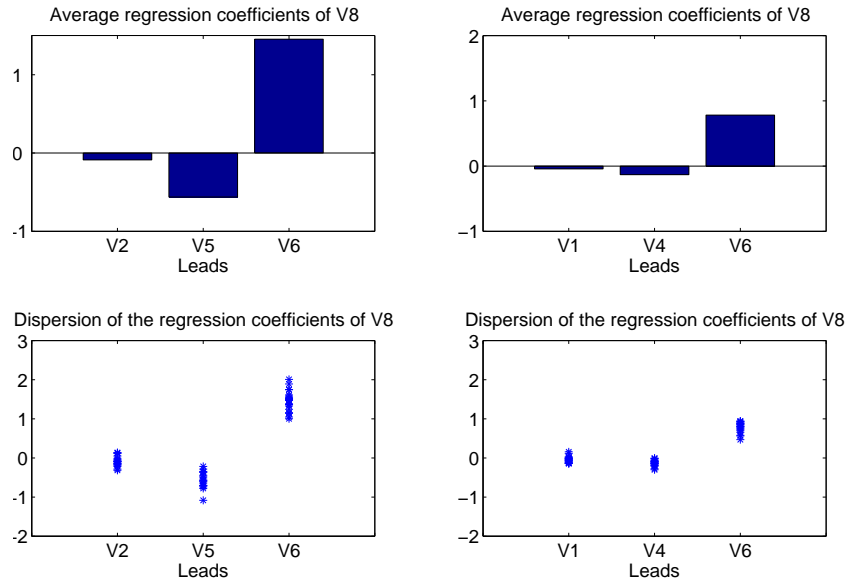 Average regression coefficients of V8
1
0
-1
V2 V5 V6
Leads
Average regression coefficients of V8
2
1
0
−1
V1 V4 V6
Leads
Dispersion of the regression coefficients of V8
3
2
1
0
-1
-2
V2 V5 V6
Leads
Dispersion of the regression coefficients of V8
3
2
1
0
−1
−2
V1 V4 V6
Leads